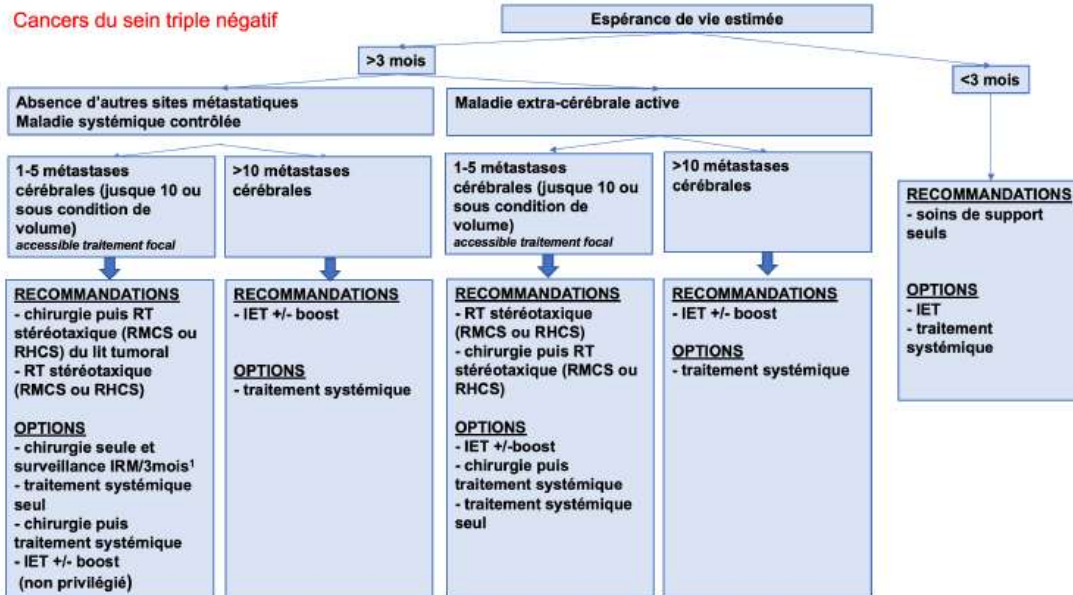 Cancers du sein triple négatif
Espérance de vie estimée
>3 mois
<3 mois
Absence d'autres sites métastatiques
Maladie systémique contrôlée
Maladie extra-cérébrale active
1-5 métastases
cérébrales (jusque 10 ou
sous condition de
volume)
accessible traitement focal
>10 métastases
cérébrales
1-5 métastases
cérébrales (jusque 10 ou
sous condition de
volume)
accessible traitement focal
>10 métastases
cérébrales
RECOMMANDATIONS
- chirurgie puis RT
stéréotaxique (RMCS ou
RHCS) du lit tumoral
- RT stéréotaxique
(RMCS ou RHCS)
OPTIONS
- chirurgie seule et
surveillance IRM/3mois¹
- traitement systémique
seul
- chirurgie puis
traitement systémique
- IET +/- boost
(non privilégié)
RECOMMANDATIONS
- IET +/- boost
OPTIONS
- traitement systémique
RECOMMANDATIONS
- RT stéréotaxique
(RMCS ou RHCS)
- chirurgie puis RT
stéréotaxique (RMCS ou
RHCS)
OPTIONS
- IET +/-boost
- chirurgie puis
traitement systémique
- traitement systémique
seul
RECOMMANDATIONS
- IET +/- boost
OPTIONS
- traitement systémique
RECOMMANDATIONS
- soins de support
seuls
OPTIONS
- IET
- traitement
systémique